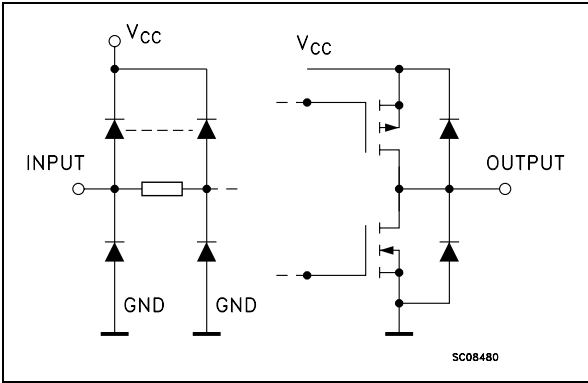 VCC
VCC
INPUT
OUTPUT
GND
GND
SC08480